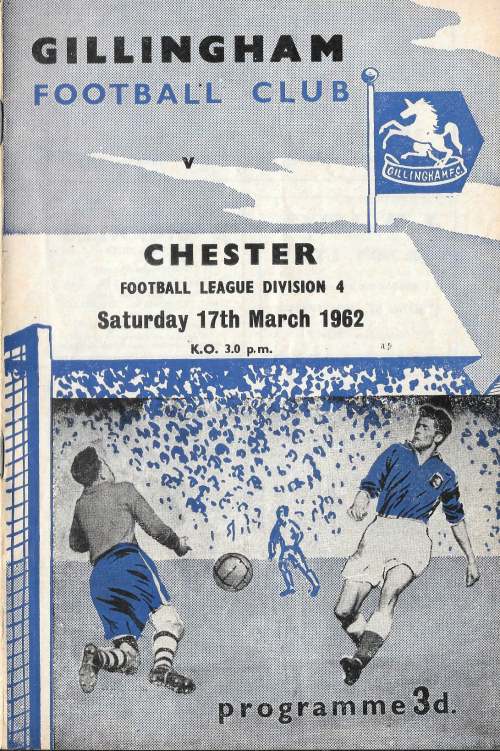 GILLINGHAM
FOOTBALL CLUB
v
GILLINGHAM F.C.
CHESTER
FOOTBALL LEAGUE DIVISION 4
Saturday 17th March 1962
K.O. 3.0 p.m.
programme 3d.